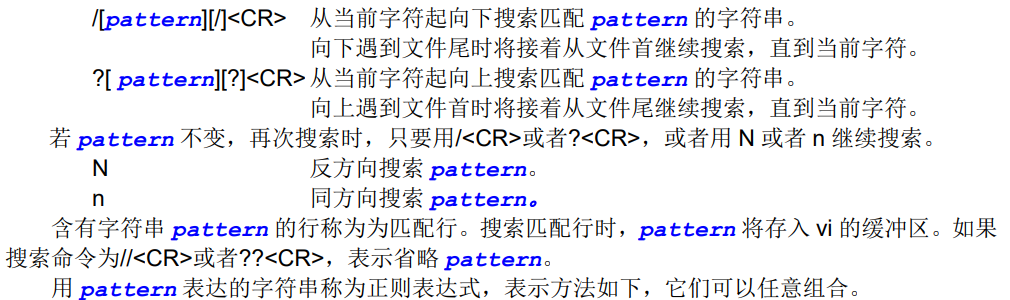 /[pattern][/]<CR> 从当前字符起向下搜索匹配 pattern 的字符串。
向下遇到文件尾时将接着从文件首继续搜索，直到当前字符。
?[ pattern][?]<CR> 从当前字符起向上搜索匹配 pattern 的字符串。
向上遇到文件首时将接着从文件尾继续搜索，直到当前字符。
若 pattern 不变，再次搜索时，只要用/<CR>或者?<CR>，或者用 N 或者 n 继续搜索。
N 反方向搜索 pattern。
n 同方向搜索 pattern。
含有字符串 pattern 的行称为为匹配行。搜索匹配行时，pattern 将存入 vi 的缓冲区。如果
搜索命令为//<CR>或者??<CR>，表示省略 pattern。
用 pattern 表达的字符串称为正则表达式，表示方法如下，它们可以任意组合。